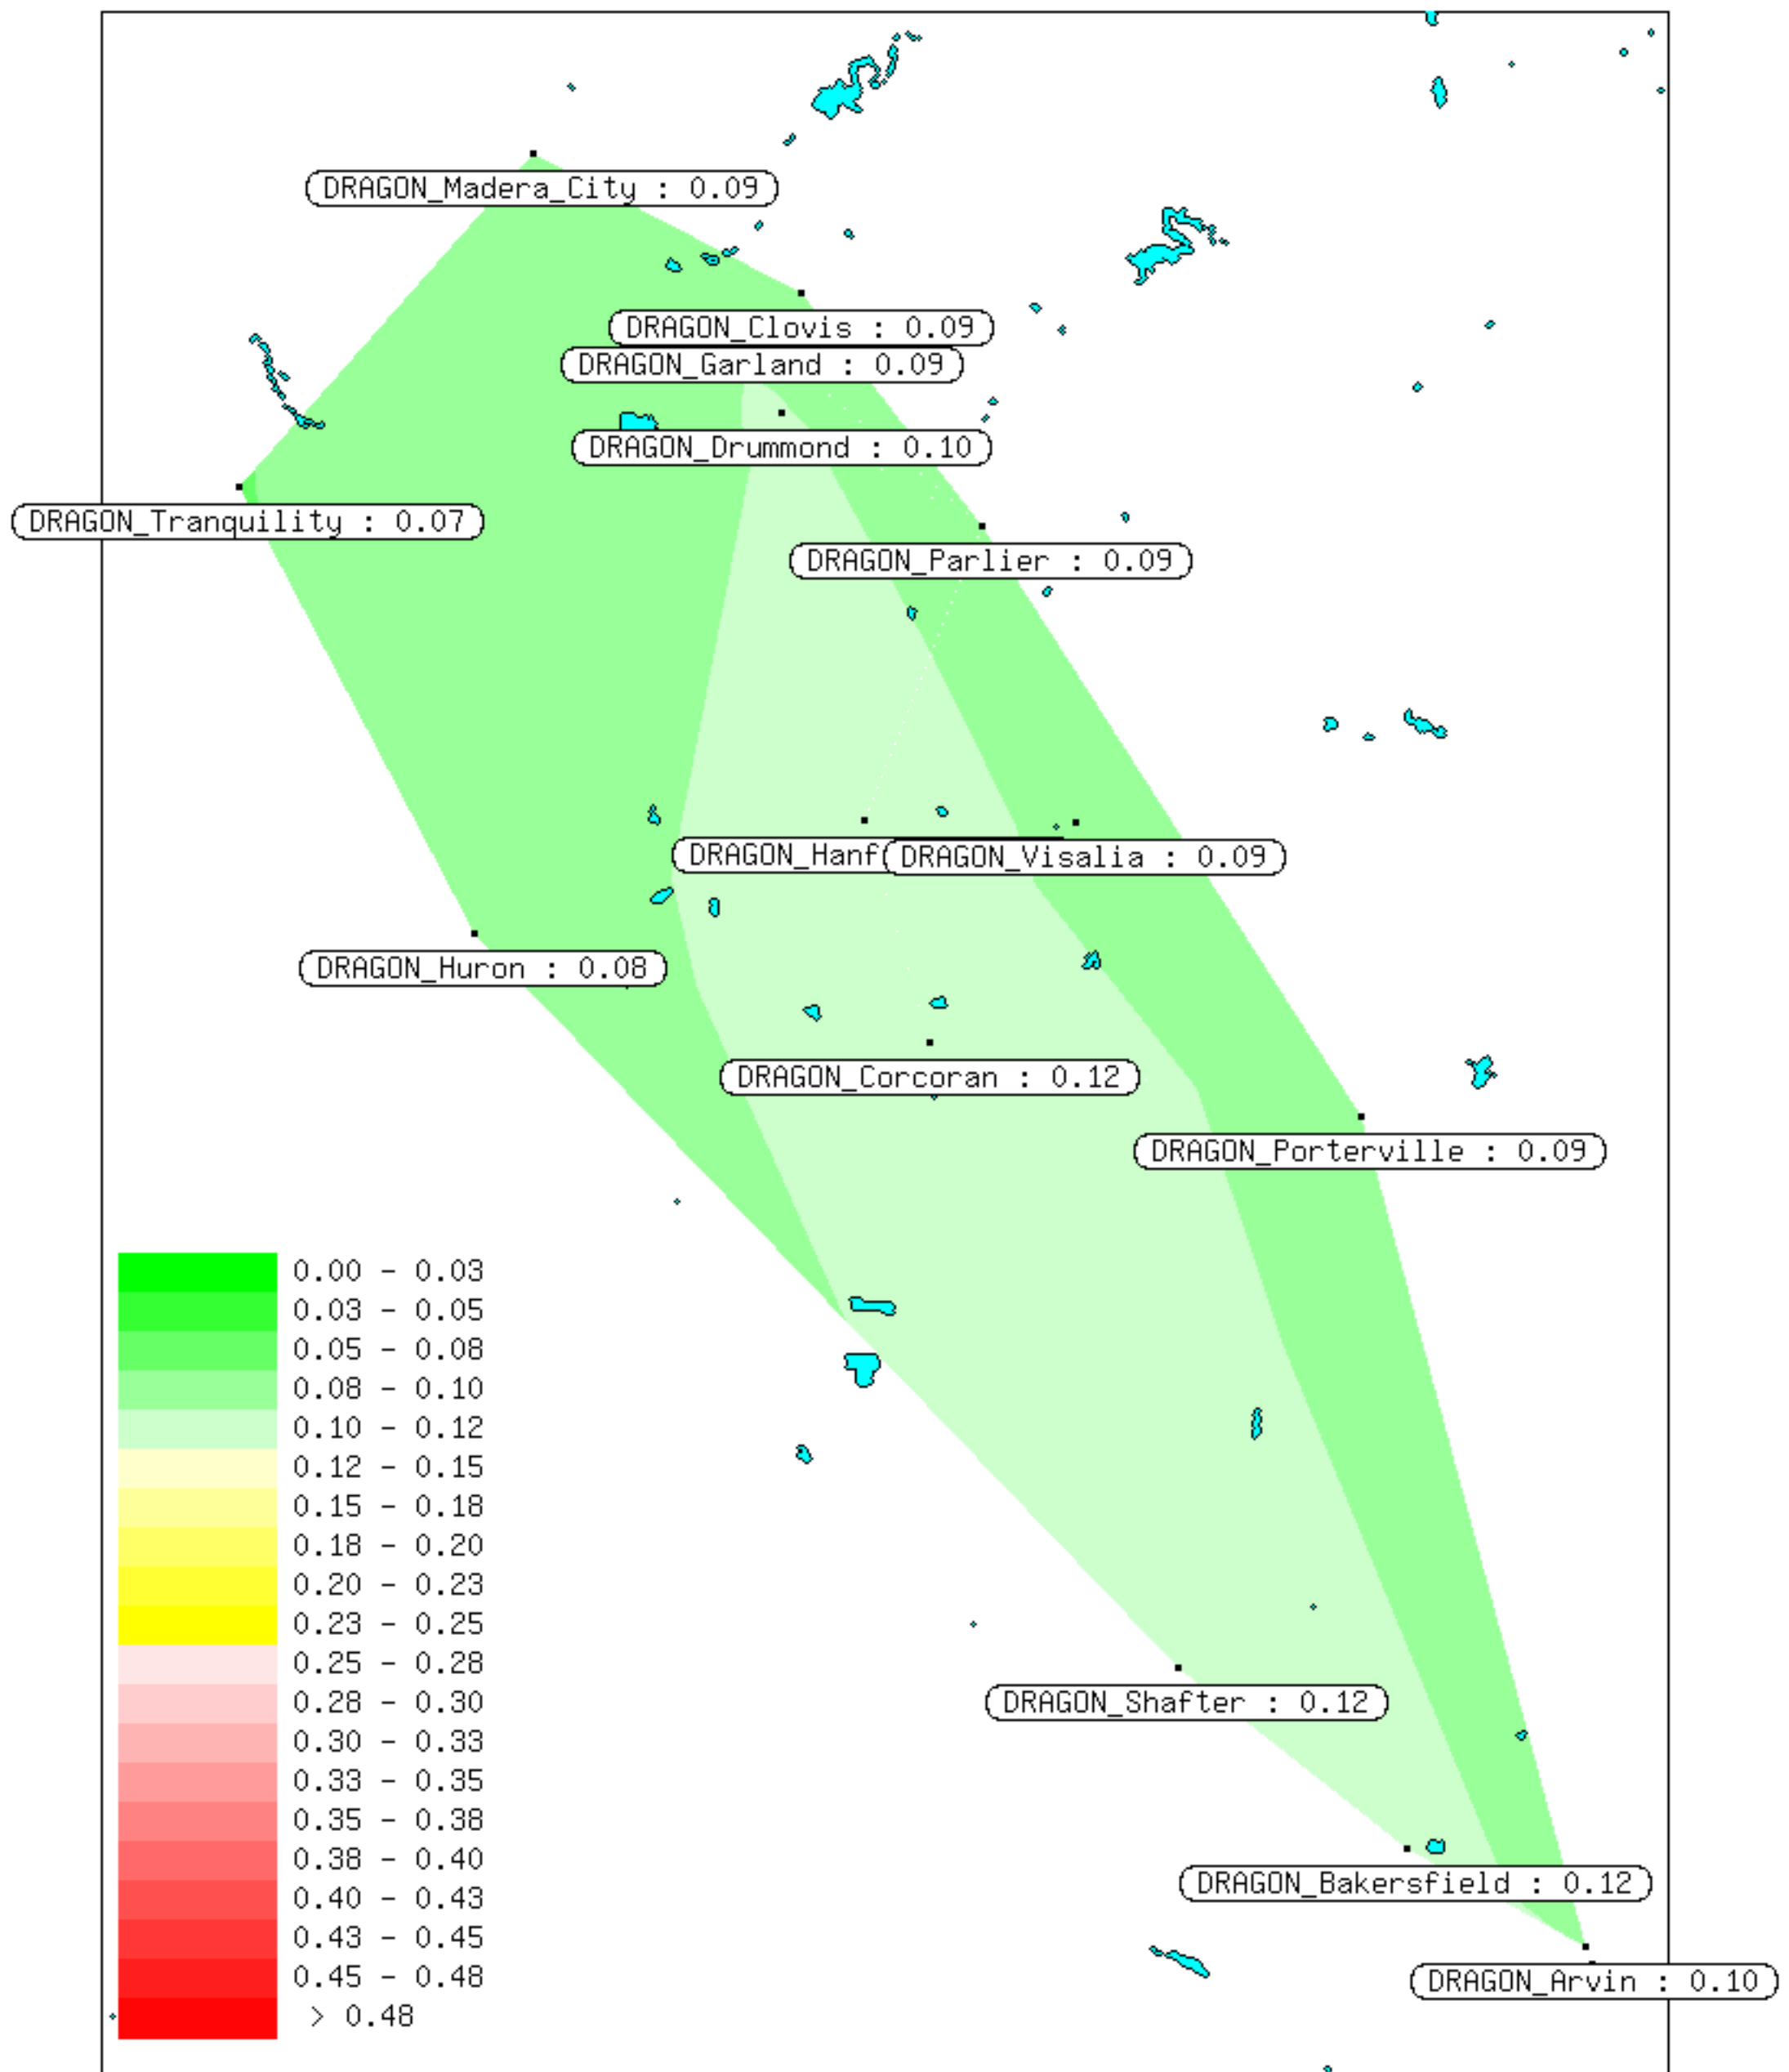 DRAGON_Madera_City : 0.09
DRAGON_Clovis : 0.09
DRAGON_Garland : 0.09
DRAGON_Drummond : 0.10
DRAGON_Tranquility : 0.07
DRAGON_Parlier : 0.09
DRAGON_Hanf
DRAGON_Visalia : 0.09
DRAGON_Huron : 0.08
DRAGON_Corcoran : 0.12
DRAGON_Porterville : 0.09
0.00 - 0.03
0.03 - 0.05
0.05 - 0.08
0.08 - 0.10
0.10 - 0.12
0.12 - 0.15
0.15 - 0.18
0.18 - 0.20
0.20 - 0.23
0.23 - 0.25
0.25 - 0.28
0.28 - 0.30
0.30 - 0.33
0.33 - 0.35
0.35 - 0.38
0.38 - 0.40
0.40 - 0.43
0.43 - 0.45
0.45 - 0.48
> 0.48
DRAGON_Shafter : 0.12
DRAGON_Bakersfield : 0.12
DRAGON_Arvin : 0.10